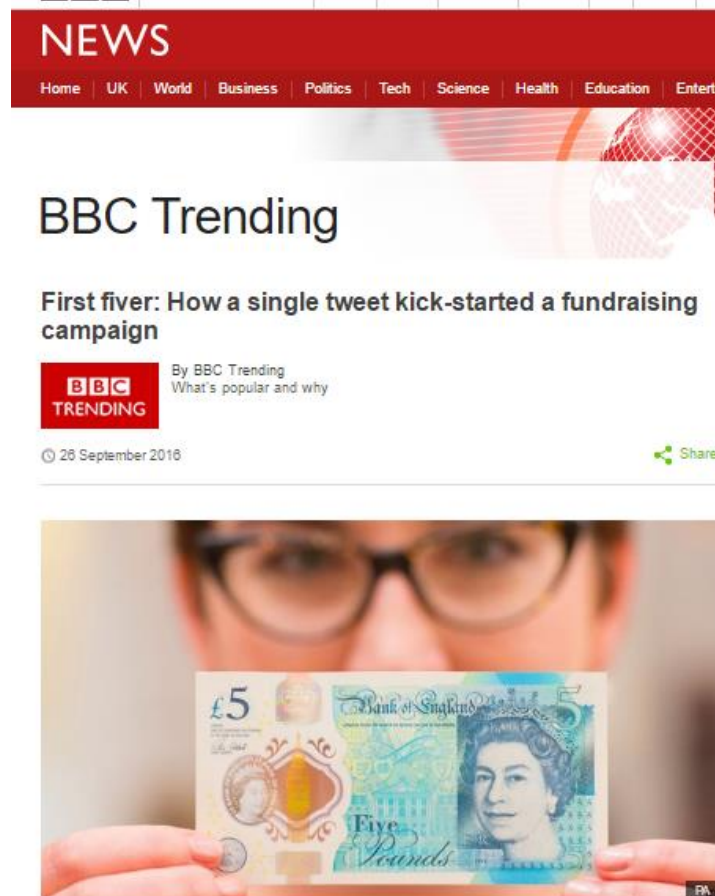 NEWS
Home UK World Business Politics Tech Science Health Education Entert
BBC Trending
First fiver: How a single tweet kick-started a fundraising
campaign
BBC
TRENDING
By BBC Trending
What's popular and why
26 September 2016
Share
£5
Bank of England
Five
Pounds
5
PA